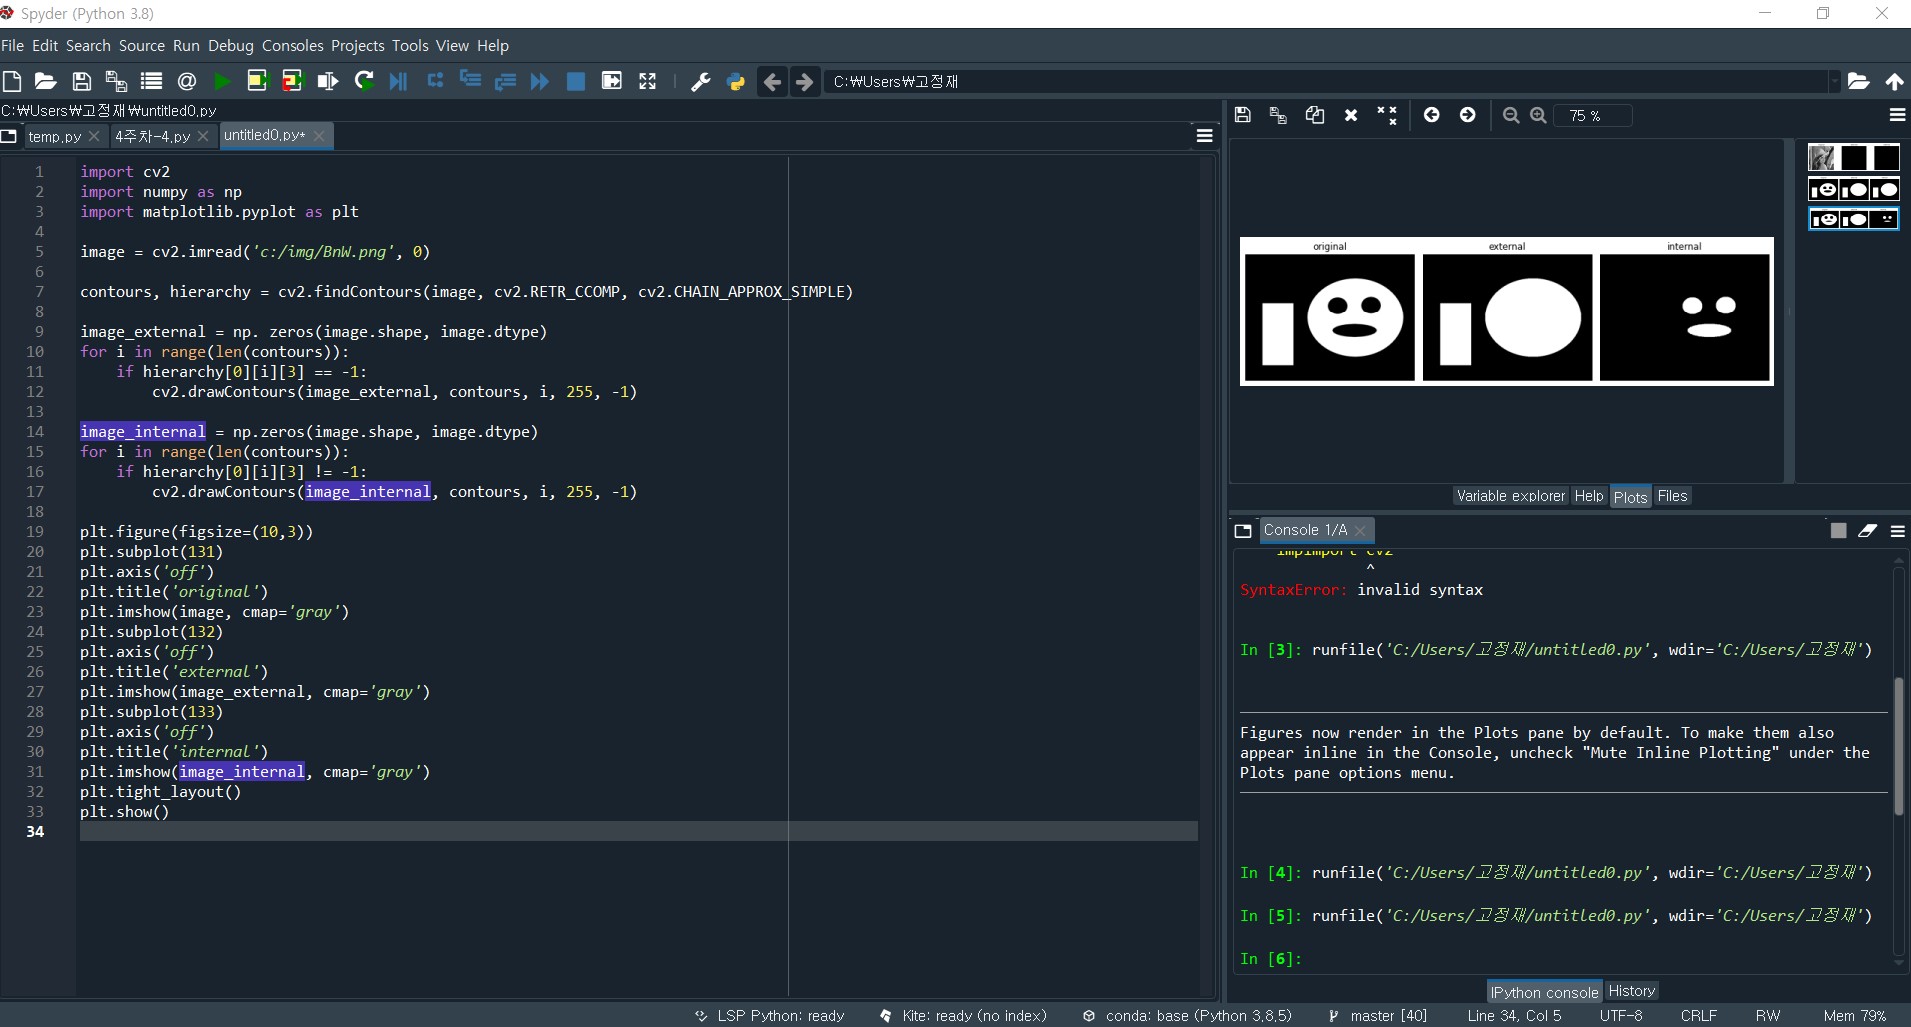 Spyder (Python 3.8)
File Edit Search Source Run Debug Consoles Projects Tools View Help
C:₩Users₩고정재
C:₩Users₩고정재₩untitled0.py
temp.py
4주차-4.py
untitled0.py*
1 import cv2
2 import numpy as np
3 import matplotlib.pyplot as plt
4
5 image = cv2.imread('c:/img/BnW.png', 0)
6
7 contours, hierarchy = cv2.findContours(image, cv2.RETR_CCOMP, cv2.CHAIN_APPROX_SIMPLE)
8
9 image_external = np. zeros(image.shape, image.dtype)
10 for i in range(len(contours)):
11     if hierarchy[0][i][3] == -1:
12         cv2.drawContours(image_external, contours, i, 255, -1)
13
14 image_internal = np.zeros(image.shape, image.dtype)
15 for i in range(len(contours)):
16     if hierarchy[0][i][3] != -1:
17         cv2.drawContours(image_internal, contours, i, 255, -1)
18
19 plt.figure(figsize=(10,3))
20 plt.subplot(131)
21 plt.axis('off')
22 plt.title('original')
23 plt.imshow(image, cmap='gray')
24 plt.subplot(132)
25 plt.axis('off')
26 plt.title('external')
27 plt.imshow(image_external, cmap='gray')
28 plt.subplot(133)
29 plt.axis('off')
30 plt.title('internal')
31 plt.imshow(image_internal, cmap='gray')
32 plt.tight_layout()
33 plt.show()
34
75 %
original external internal
Variable explorer Help Plots Files
Console 1/A
impimport cv2
^
SyntaxError: invalid syntax
In [3]: runfile('C:/Users/고정재/untitled0.py', wdir='C:/Users/고정재')
Figures now render in the Plots pane by default. To make them also
appear inline in the Console, uncheck "Mute Inline Plotting" under the
Plots pane options menu.
In [4]: runfile('C:/Users/고정재/untitled0.py', wdir='C:/Users/고정재')
In [5]: runfile('C:/Users/고정재/untitled0.py', wdir='C:/Users/고정재')
In [6]:
IPython console History
LSP Python: ready Kite: ready (no index) conda: base (Python 3.8.5) master [40] Line 34, Col 5 UTF-8 CRLF RW Mem 79%